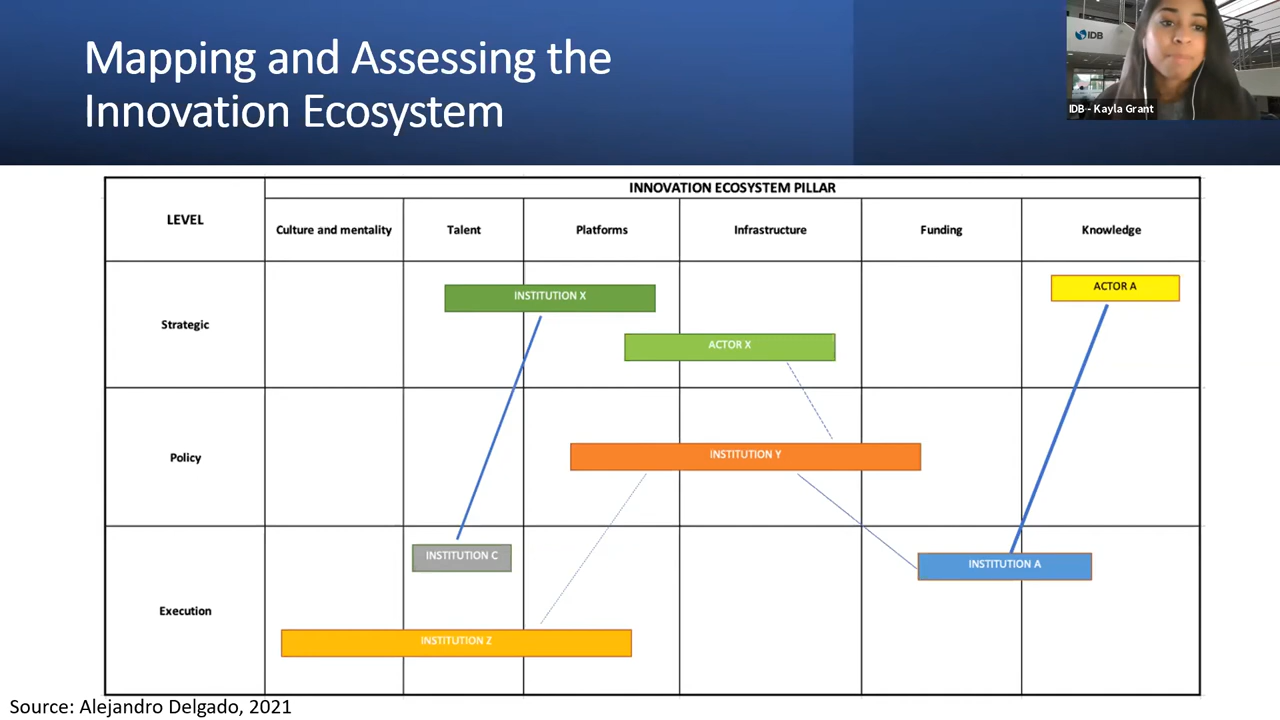 Mapping and Assessing the
Innovation Ecosystem
IDB
IDB - Kayla Grant
LEVEL
INNOVATION ECOSYSTEM PILLAR
Culture and mentality
Talent
Platforms
Infrastructure
Funding
Knowledge
Strategic
INSTITUTION X
ACTOR X
ACTOR A
Policy
INSTITUTION Y
Execution
INSTITUTION C
INSTITUTION A
INSTITUTION Z
Source: Alejandro Delgado, 2021